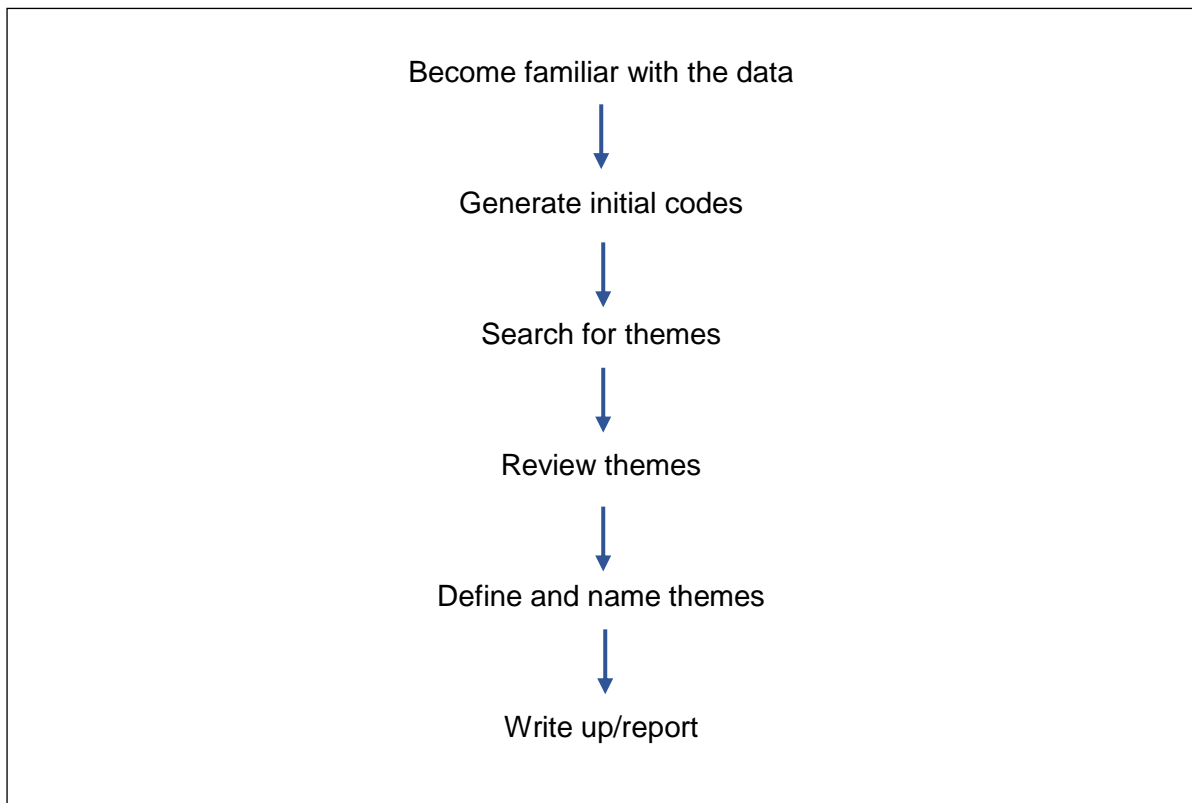 Become familiar with the data
Generate initial codes
Search for themes
Review themes
Define and name themes
Write up/report